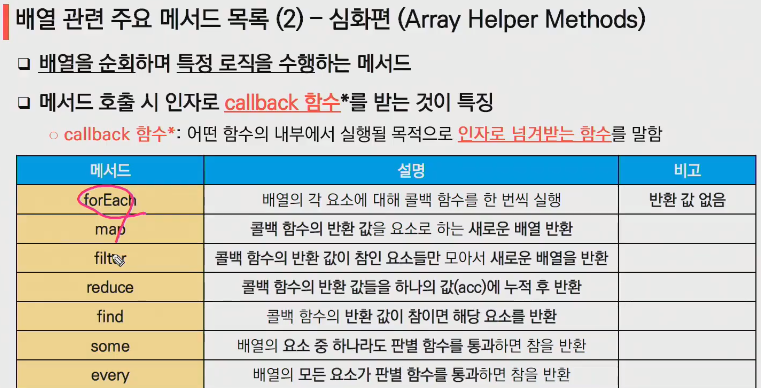 배열 관련 주요 메서드 목록 (2) – 심화편 (Array Helper Methods)
❑ 배열을 순회하며 특정 로직을 수행하는 메서드
❑ 메서드 호출 시 인자로 callback 함수*를 받는 것이 특징
○ callback 함수*: 어떤 함수의 내부에서 실행될 목적으로 인자로 넘겨받는 함수를 말함
메서드 설명 비고
forEach 배열의 각 요소에 대해 콜백 함수를 한 번씩 실행 반환 값 없음
map 콜백 함수의 반환 값을 요소로 하는 새로운 배열 반환
filter 콜백 함수의 반환 값이 참인 요소들만 모아서 새로운 배열을 반환
reduce 콜백 함수의 반환 값들을 하나의 값(acc)에 누적 후 반환
find 콜백 함수의 반환 값이 참이면 해당 요소를 반환
some 배열의 요소 중 하나라도 판별 함수를 통과하면 참을 반환
every 배열의 모든 요소가 판별 함수를 통과하면 참을 반환